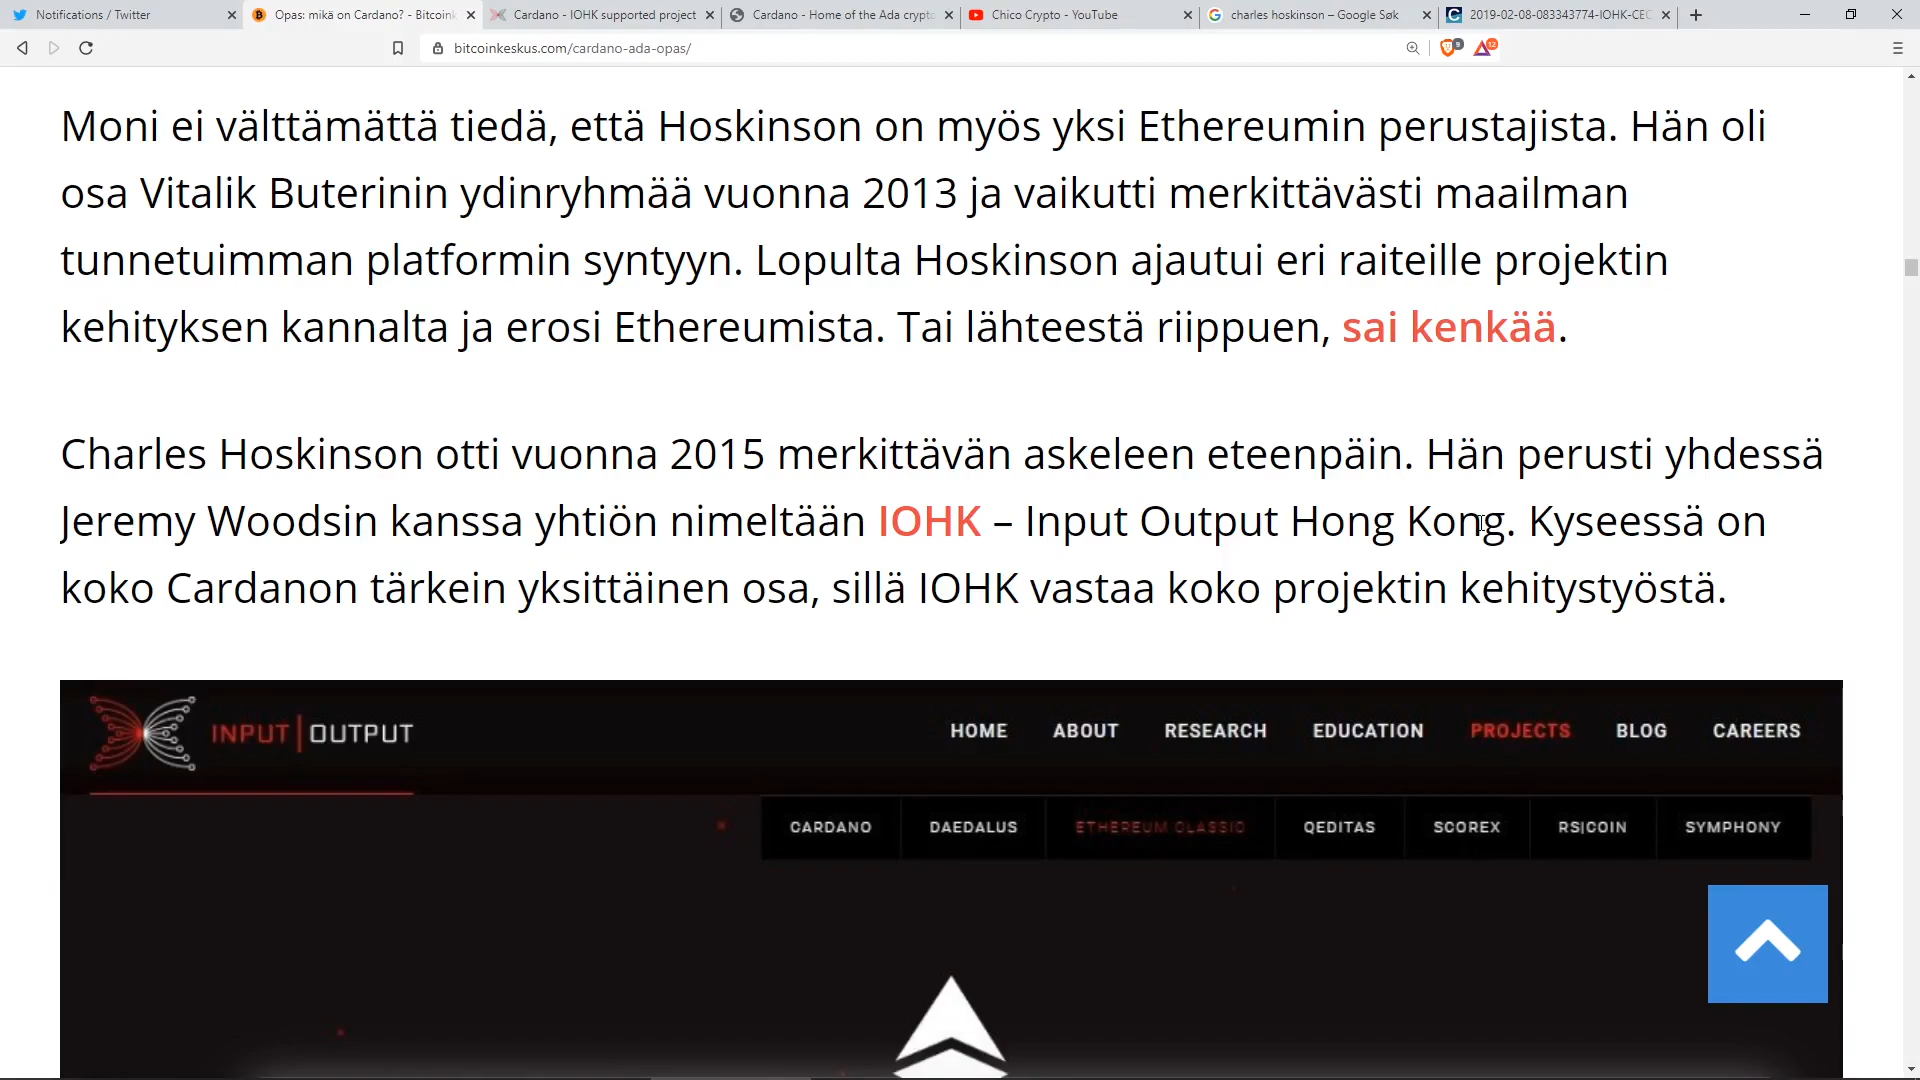 Notifications / Twitter
Opas: mikä on Cardano? - Bitcoink
Cardano - IOHK supported project
Cardano - Home of the Ada crypto
Chico Crypto - YouTube
charles hoskinson – Google Søk
2019-02-08-083343774-IOHK-CEO
bitcoinkeskus.com/cardano-ada-opas/
9
12
Moni ei välttämättä tiedä, että Hoskinson on myös yksi Ethereumin perustajista. Hän oli
osa Vitalik Buterinin ydinryhmää vuonna 2013 ja vaikutti merkittävästi maailman
tunnetuimman platformin syntyyn. Lopulta Hoskinson ajautui eri raiteille projektin
kehityksen kannalta ja erosi Ethereumista. Tai lähteestä riippuen, sai kenkää.
Charles Hoskinson otti vuonna 2015 merkittävän askeleen eteenpäin. Hän perusti yhdessä
Jeremy Woodsin kanssa yhtiön nimeltään IOHK – Input Output Hong Kong. Kyseessä on
koko Cardanon tärkein yksittäinen osa, sillä IOHK vastaa koko projektin kehitystyöstä.
INPUT | OUTPUT
HOME ABOUT RESEARCH EDUCATION PROJECTS BLOG CAREERS
CARDANO DAEDALUS ETHEREUM CLASSIC QEDITAS SCOREX RS|COIN SYMPHONY